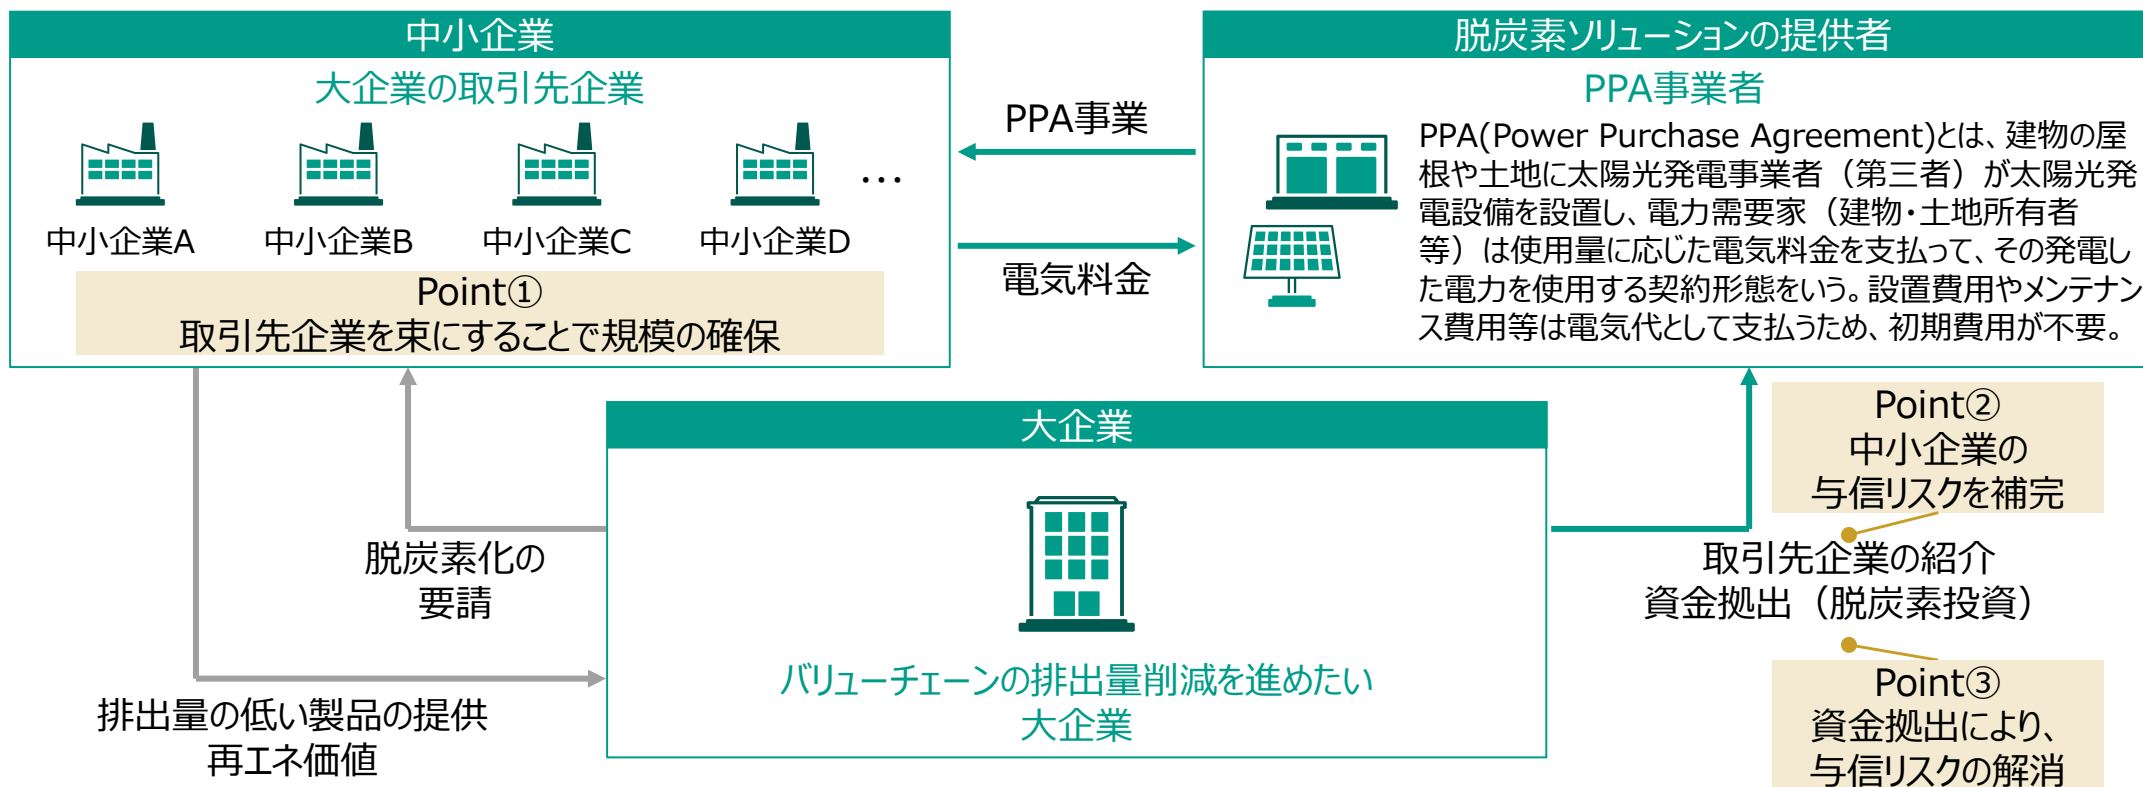 中小企業
大企業の取引先企業
中小企業A
中小企業B
中小企業C
中小企業D
…
Point①
取引先企業を束にすることで規模の確保
PPA事業
電気料金
脱炭素ソリューションの提供者
PPA事業者
PPA(Power Purchase Agreement)とは、建物の屋
根や土地に太陽光発電事業者（第三者）が太陽光発
電設備を設置し、電力需要家（建物・土地所有者
等）は使用量に応じた電気料金を支払って、その発電し
た電力を使用する契約形態をいう。設置費用やメンテナン
ス費用等は電気代として支払うため、初期費用が不要。
大企業
バリューチェーンの排出量削減を進めたい
大企業
脱炭素化の
要請
排出量の低い製品の提供
再エネ価値
Point②
中小企業の
与信リスクを補完
取引先企業の紹介
資金拠出（脱炭素投資）
Point③
資金拠出により、
与信リスクの解消